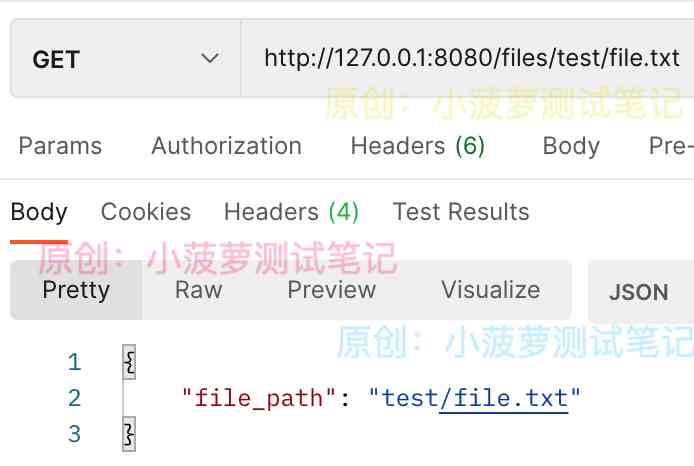 GET http://127.0.0.1:8080/files/test/file.txt
原创：小菠萝测试笔记
Params Authorization Headers (6) Body Pre-
Body Cookies Headers (4) Test Results
原创：小菠萝测试笔记
Pretty Raw Preview Visualize JSON
原创：小菠萝测试笔记
1 {
2 "file_path": "test/file.txt"
3 }